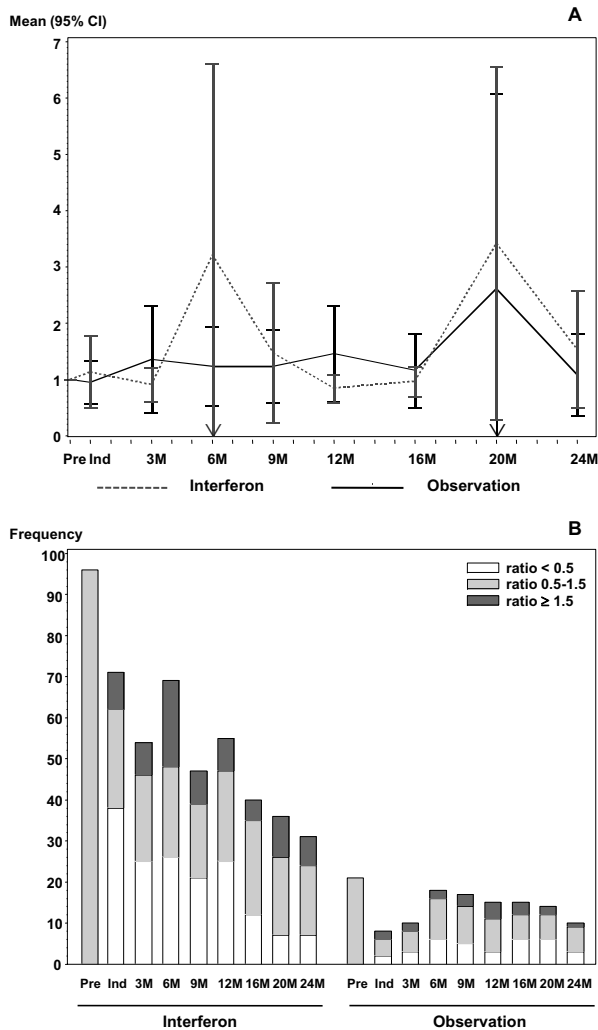 Mean (95% CI)
A
7
6
5
4
3
2
1
0
Pre Ind 3M 6M 9M 12M 16M 20M 24M
Interferon Observation
Frequency
B
100
90
80
70
60
50
40
30
20
10
0
ratio < 0.5
ratio 0.5-1.5
ratio ≥ 1.5
Pre Ind 3M 6M 9M 12M 16M 20M 24M Pre Ind 3M 6M 9M 12M 16M 20M 24M
Interferon Observation